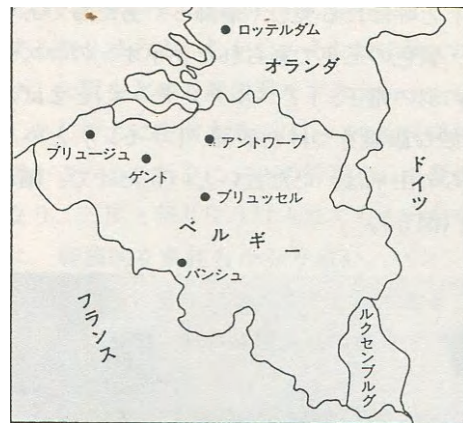 ロッテルダム
オランダ
ブリュージュ
アントワープ
ゲント
ドイツ
ブリュッセル
ベルギー
バンシュ
フランス
ルクセンブルグ